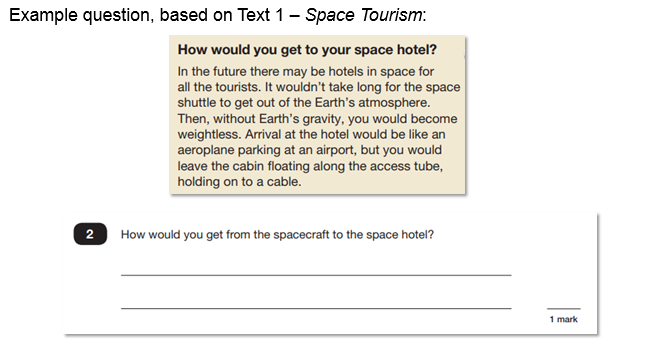 Example question, based on Text 1 – Space Tourism:
How would you get to your space hotel?
In the future there may be hotels in space for
all the tourists. It wouldn't take long for the space
shuttle to get out of the Earth's atmosphere.
Then, without Earth's gravity, you would become
weightless. Arrival at the hotel would be like an
aeroplane parking at an airport, but you would
leave the cabin floating along the access tube,
holding on to a cable.
2 How would you get from the spacecraft to the space hotel?
1 mark